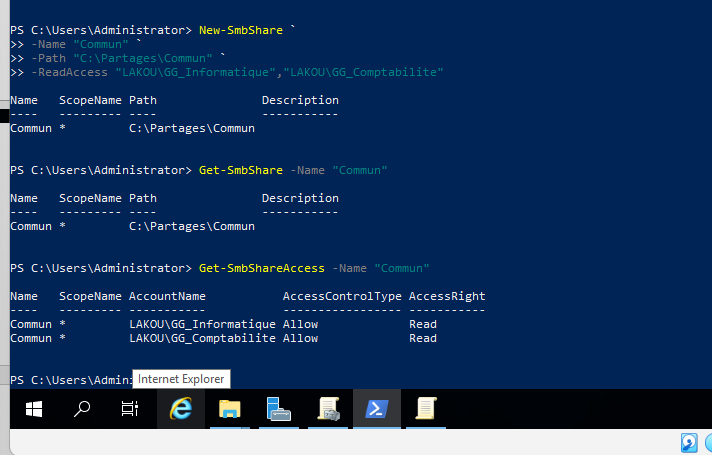 PS C:\Users\Administrator> New-SmbShare `
>> -Name "Commun" `
>> -Path "C:\Partages\Commun" `
>> -ReadAccess "LAKOU\GG_Informatique","LAKOU\GG_Comptabilite"
Name   ScopeName Path               Description
----   --------- ----               -----------
Commun *         C:\Partages\Commun
PS C:\Users\Administrator> Get-SmbShare -Name "Commun"
Name   ScopeName Path               Description
----   --------- ----               -----------
Commun *         C:\Partages\Commun
PS C:\Users\Administrator> Get-SmbShareAccess -Name "Commun"
Name   ScopeName AccountName           AccessControlType AccessRight
----   --------- -----------           ----------------- -----------
Commun *         LAKOU\GG_Informatique Allow             Read
Commun *         LAKOU\GG_Comptabilite Allow             Read
PS C:\Users\Admini
Internet Explorer